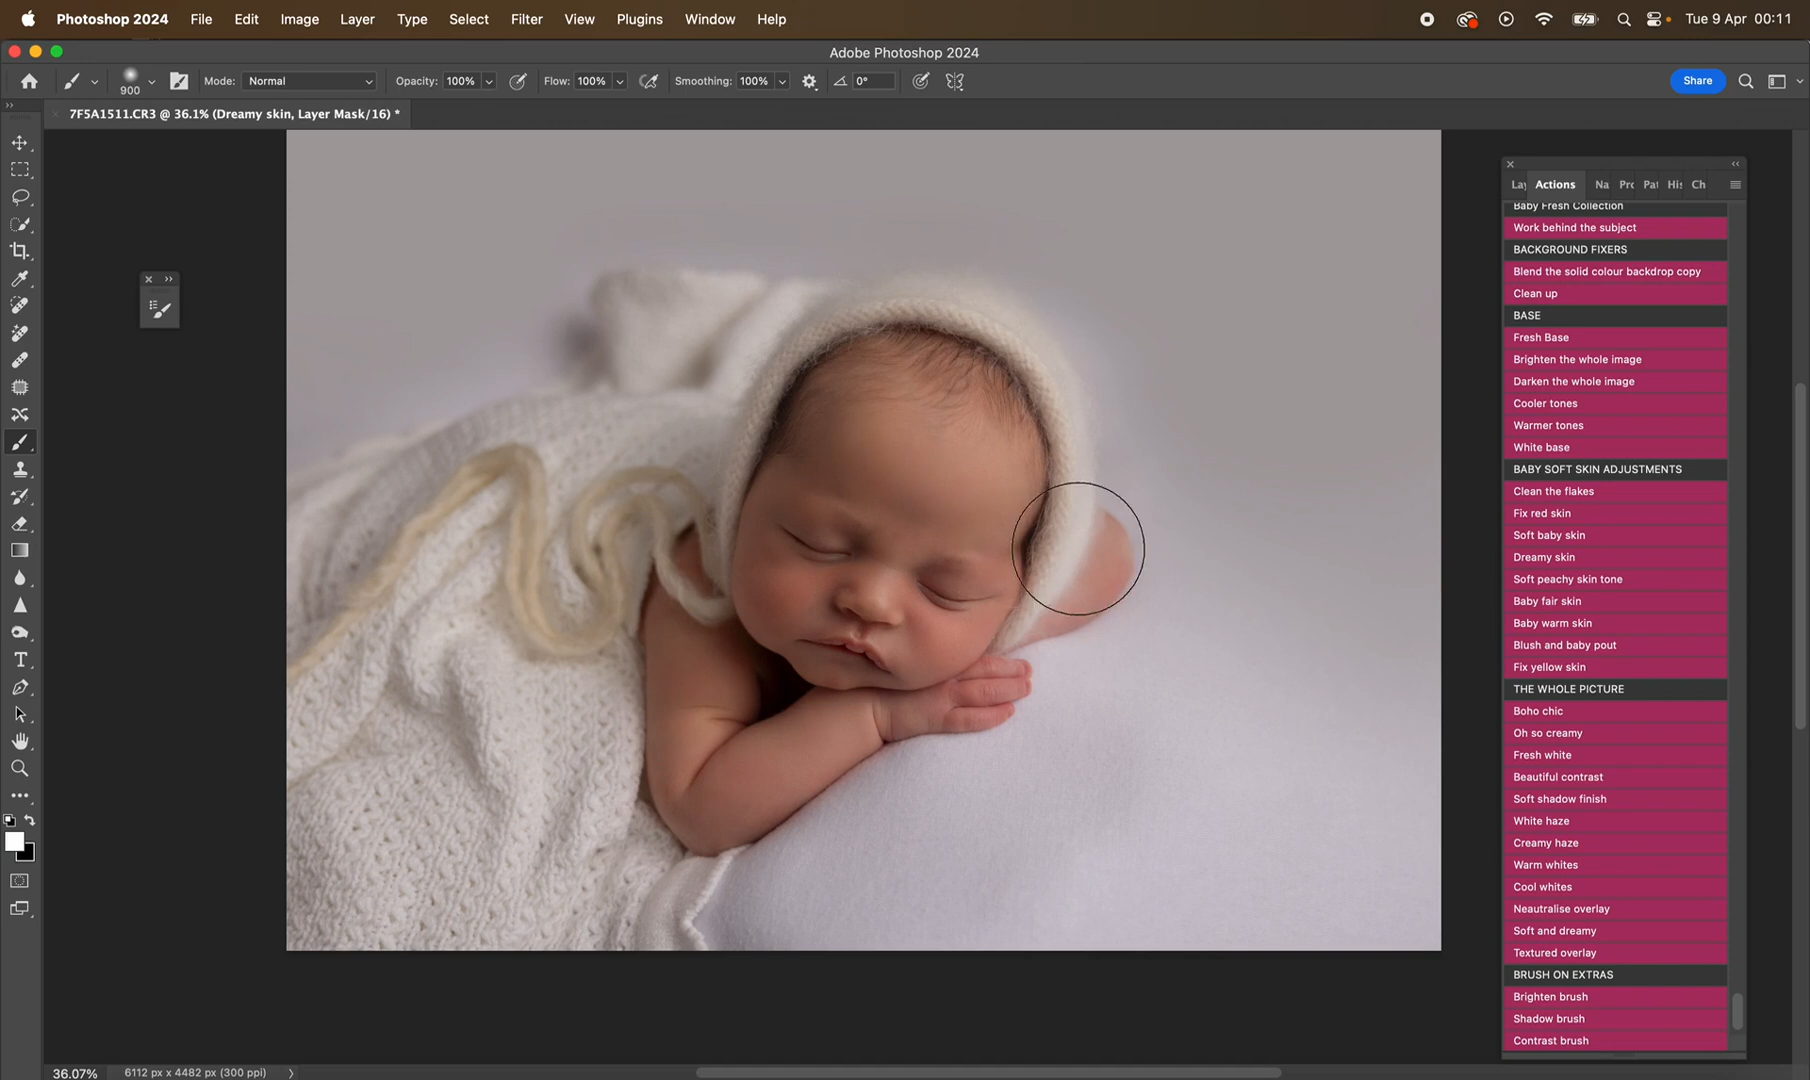 Photoshop 2024 File Edit Image Layer Type Select Filter View Plugins Window Help Tue 9 Apr 00:11
Adobe Photoshop 2024
900 Mode: Normal Opacity: 100% Flow: 100% Smoothing: 100% 0° Share
7F5A1511.CR3 @ 36.1% (Dreamy skin, Layer Mask/16) *
Lay Actions Na Pro Pat His Ch
Baby Fresh Collection
Work behind the subject
BACKGROUND FIXERS
Blend the solid colour backdrop copy
Clean up
BASE
Fresh Base
Brighten the whole image
Darken the whole image
Cooler tones
Warmer tones
White base
BABY SOFT SKIN ADJUSTMENTS
Clean the flakes
Fix red skin
Soft baby skin
Dreamy skin
Soft peachy skin tone
Baby fair skin
Baby warm skin
Blush and baby pout
Fix yellow skin
THE WHOLE PICTURE
Boho chic
Oh so creamy
Fresh white
Beautiful contrast
Soft shadow finish
White haze
Creamy haze
Warm whites
Cool whites
Neautralise overlay
Soft and dreamy
Textured overlay
BRUSH ON EXTRAS
Brighten brush
Shadow brush
Contrast brush
36.07% 6112 px x 4482 px (300 ppi)